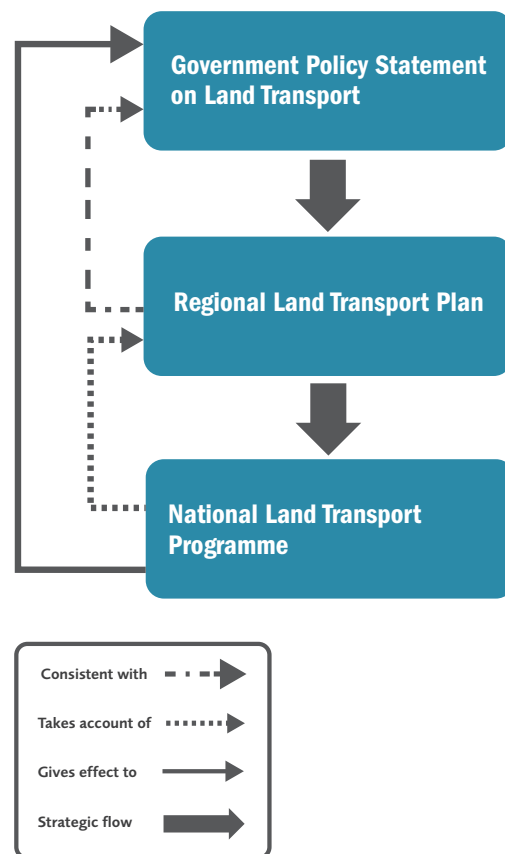 Government Policy Statement
on Land Transport
Regional Land Transport Plan
National Land Transport
Programme
Consistent with
Takes account of
Gives effect to
Strategic flow